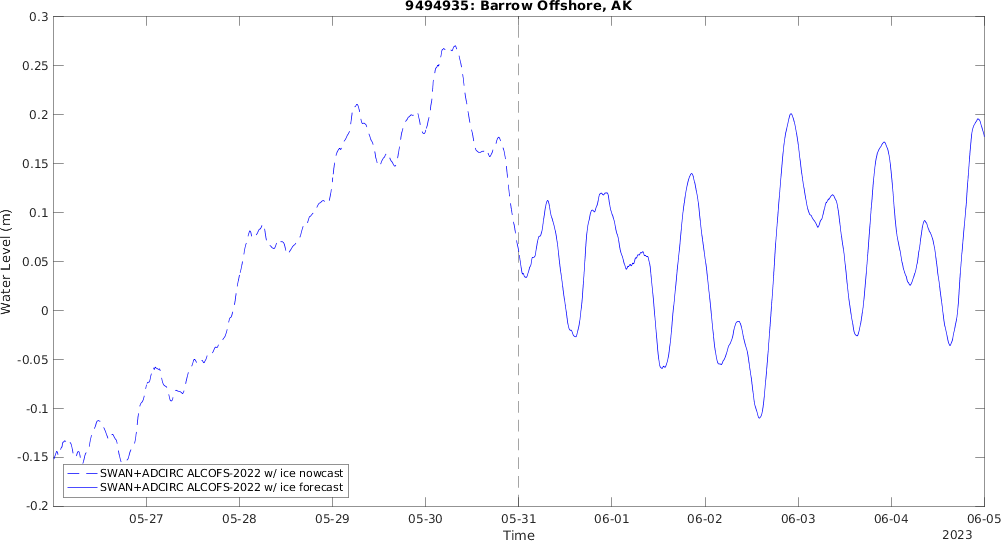 9494935: Barrow Offshore, AK
Water Level (m)
0.3
0.25
0.2
0.15
0.1
0.05
0
-0.05
-0.1
-0.15
-0.2
SWAN+ADCIRC ALCOFS-2022 w/ ice nowcast
SWAN+ADCIRC ALCOFS-2022 w/ ice forecast
05-27 05-28 05-29 05-30 05-31 06-01 06-02 06-03 06-04 06-05
Time
2023